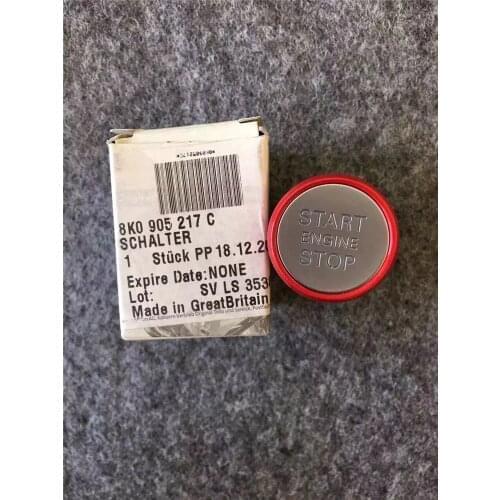 8K0 905 217 C
SCHALTER
1 Stück PP 18.12.2
Expire Date: NONE
Lot: SV LS 353
Made in GreatBritain
START
ENGINE
STOP